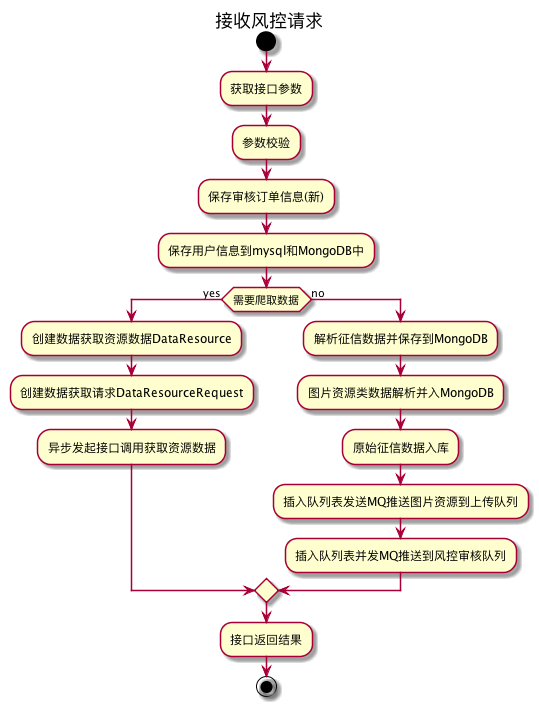 接收风控请求
获取接口参数
参数校验
保存审核订单信息(新)
保存用户信息到mysql和MongoDB中
yes
需要爬取数据
no
创建数据获取资源数据DataResource
创建数据获取请求DataResourceRequest
异步发起接口调用获取资源数据
解析征信数据并保存到MongoDB
图片资源类数据解析并入MongoDB
原始征信数据入库
插入队列表发送MQ推送图片资源到上传队列
插入队列表并发MQ推送到风控审核队列
接口返回结果